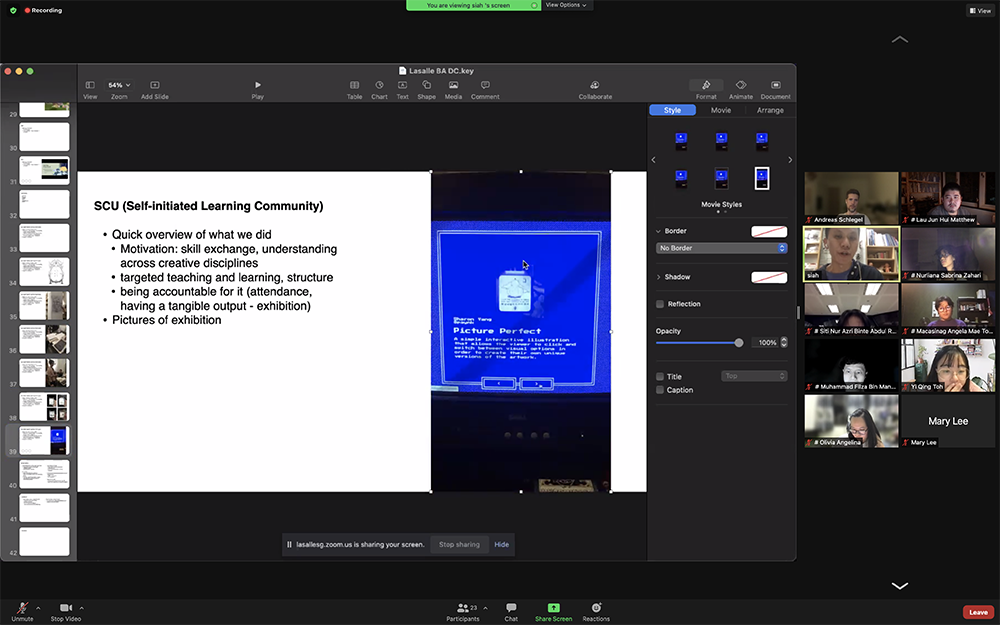 Recording
You are viewing siah 's screen
View Options
View
Lasalle BA DC.key
54%
View
Zoom
Add Slide
Play
Table
Chart
Text
Shape
Media
Comment
Collaborate
Format
Animate
Document
29
30
31
32
33
34
35
36
37
38
39
40
41
42
SCU (Self-initiated Learning Community)
• Quick overview of what we did
• Motivation: skill exchange, understanding
across creative disciplines
• targeted teaching and learning, structure
• being accountable for it (attendance,
having a tangible output - exhibition)
• Pictures of exhibition
Picture Perfect
A simple interactive illustration
that allows the viewer to click and
switch between visual options in
order to create their own unique
versions of the artwork.
Style
Movie
Arrange
Movie Styles
Border
No Border
Shadow
Reflection
Opacity
100%
Title
Top
Caption
lasallesg.zoom.us is sharing your screen.
Stop sharing
Hide
Andreas Schlegel
# Lau Jun Hui Matthew
siah
# Nuriana Sabrina Zahari
# Siti Nur Azri Binte Abdul R...
# Macasinag Angela Mae To...
# Muhammad Filza Bin Man...
Yi Qing Toh
# Olivia Angelina
Mary Lee
Mary Lee
Unmute
Stop Video
23
Participants
Chat
Share Screen
Reactions
Leave